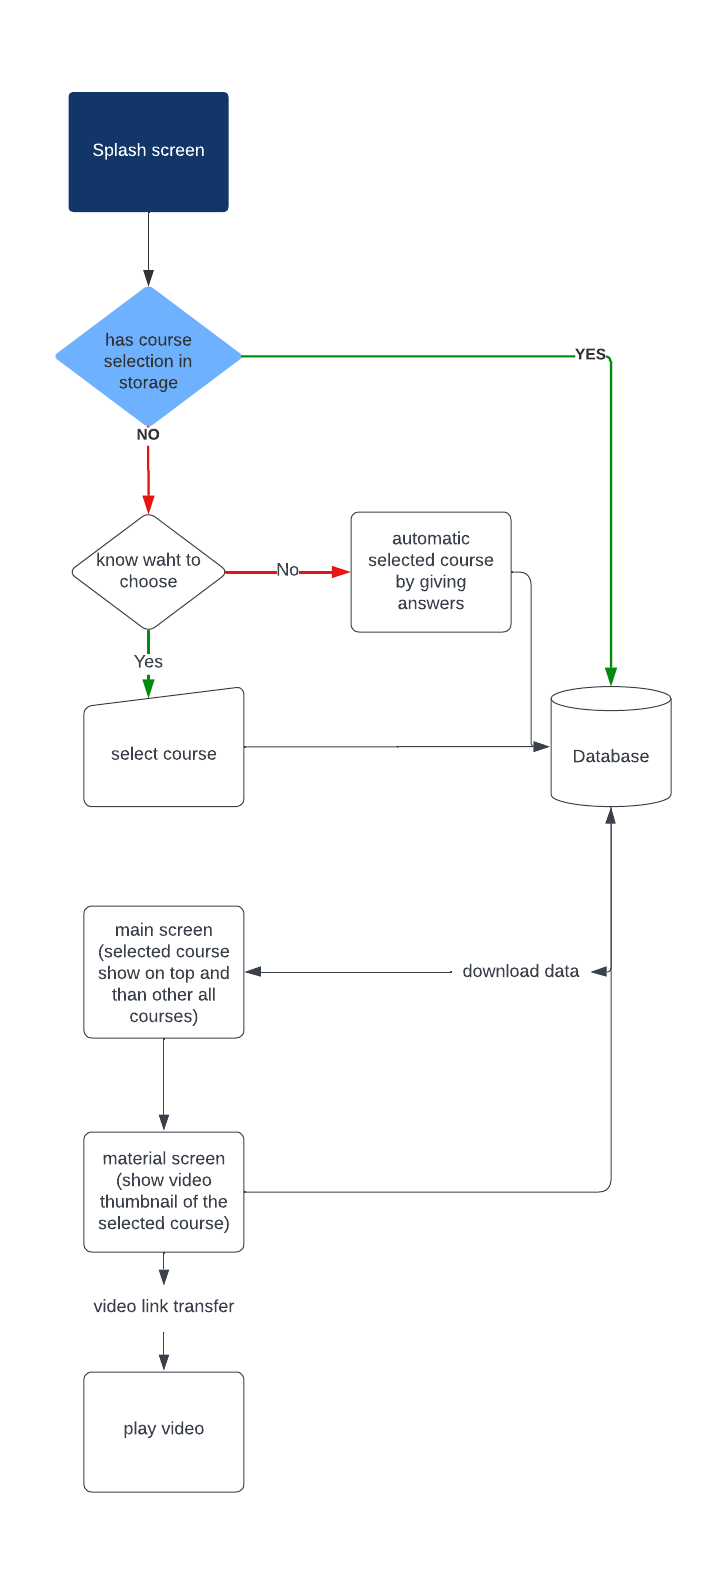 Splash screen
has course
selection in
storage
YES
NO
know waht to
choose
No
automatic
selected course
by giving
answers
Yes
select course
Database
main screen
(selected course
show on top and
than other all
courses)
download data
material screen
(show video
thumbnail of the
selected course)
video link transfer
play video